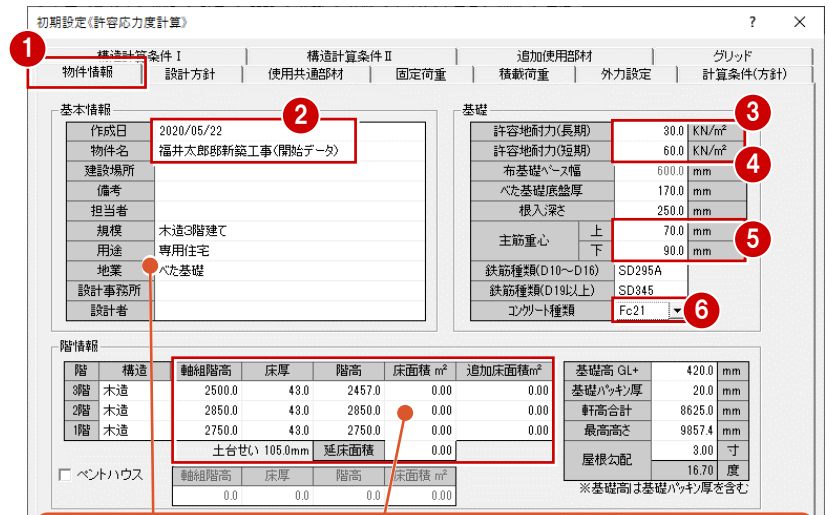 初期設定《許容応力度計算》 ? ×
1
構造計算条件Ⅰ 構造計算条件Ⅱ 追加使用部材 グリッド
物件情報 設計方針 使用共通部材 固定荷重 積載荷重 外力設定 計算条件(方針)
基本情報
作成日 2020/05/22
2
物件名 福井太郎邸新築工事(開始データ)
建設場所
備考
担当者
規模 木造3階建て
用途 専用住宅
地業 べた基礎
設計事務所
設計者
基礎
3
許容地耐力(長期) 30.0 KN/m²
許容地耐力(短期) 60.0 KN/m²
4
布基礎ベース幅 600.0 mm
べた基礎底盤厚 170.0 mm
根入深さ 250.0 mm
主筋重心 上 70.0 mm
下 90.0 mm
5
鉄筋種類(D10～D16) SD295A
鉄筋種類(D19以上) SD345
コンクリート種類 Fc21
6
階情報
階 構造 軸組階高 床厚 階高 床面積 m² 追加床面積m²
3階 木造 2500.0 43.0 2457.0 0.00 0.00
2階 木造 2850.0 43.0 2850.0 0.00 0.00
1階 木造 2750.0 43.0 2750.0 0.00 0.00
土台せい 105.0mm 延床面積 0.00
ペントハウス 軸組階高 床厚 階高 床面積 m²
0.0 0.0 0.0 0.00
基礎高 GL+ 420.0 mm
基礎パッキン厚 20.0 mm
軒高合計 8625.0 mm
最高高さ 9857.4 mm
屋根勾配 3.00 寸
16.70 度
※基礎高は基礎パッキン厚を含む